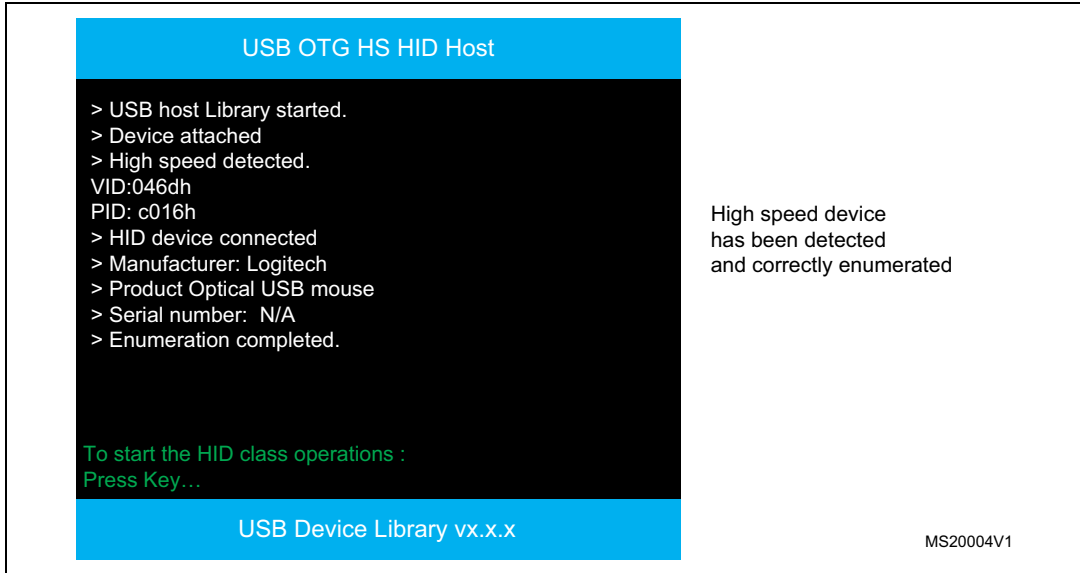 USB OTG HS HID Host
> USB host Library started.
> Device attached
> High speed detected.
VID:046dh
PID: c016h
> HID device connected
> Manufacturer: Logitech
> Product Optical USB mouse
> Serial number:  N/A
> Enumeration completed.
To start the HID class operations :
Press Key…
USB Device Library vx.x.x
High speed device
has been detected
and correctly enumerated
MS20004V1